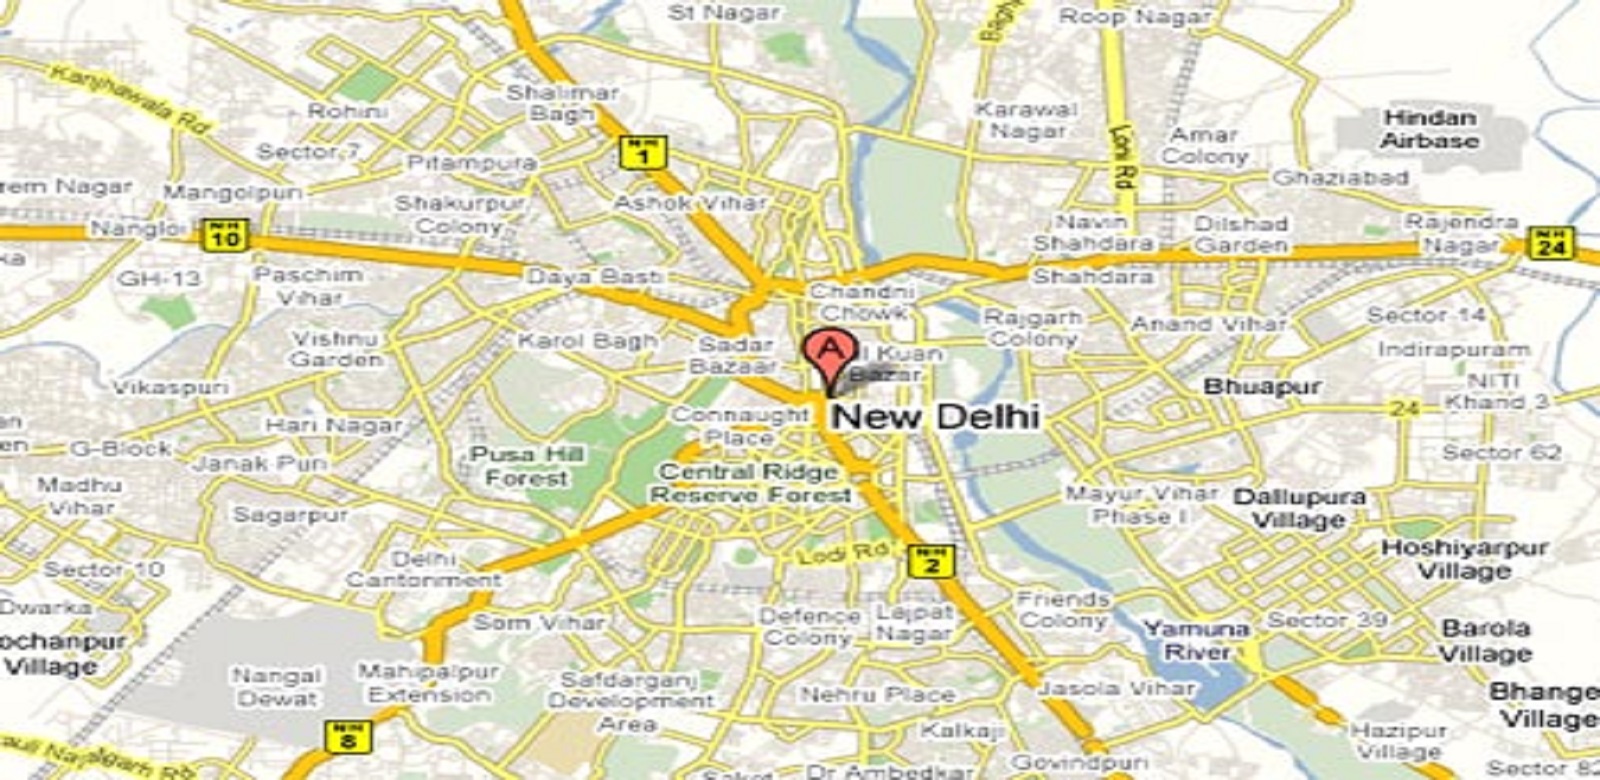 St Nagar
Roop Nagar
Kanjhawala Rd
Rohini
Shalimar
Bagh
Karawal
Nagar
Loni Rd
Amar
Colony
Hindan
Airbase
Sector 7
Pitampura
NH
1
Ghaziabad
Mangolpuri
Shakurpur
Colony
Ashok Vihar
Navin
Shahdara
Dilshad
Garden
Rajendra
Nagar
NH
24
Nangloi
NH
10
GH-13
Paschim
Vihar
Daya Basti
Chandni
Chowk
Shahdara
Vishnu
Garden
Karol Bagh
Sadar
Bazaar
A
l Kuan
Bazar
Rajgarh
Colony
Anand Vihar
Sector 14
Indirapuram
Vikaspuri
Bhuapur
NITI
Khand 3
24
Hari Nagar
Connaught
Place
New Delhi
G-Block
Janak Puri
Pusa Hill
Forest
Central Ridge
Reserve Forest
Sector 62
Madhu
Vihar
Sagarpur
Mayur Vihar
Phase I
Dallupura
Village
Delhi
Cantonment
Lodi Rd
NH
2
Hoshiyarpur
Village
Sector 10
Dwarka
Som Vihar
Defence
Colony
Lajpat
Nagar
Friends
Colony
Yamuna
River
Sector 39
Barola
Village
ochanpur
Village
Nangal
Dewat
Mahipalpur
Extension
Safdarganj
Development
Area
Nehru Place
Jasola Vihar
Bhange
Village
NH
8
Kalkaji
Hazipur
Village
Govindpuri
Dr Ambedkar
Sector 82